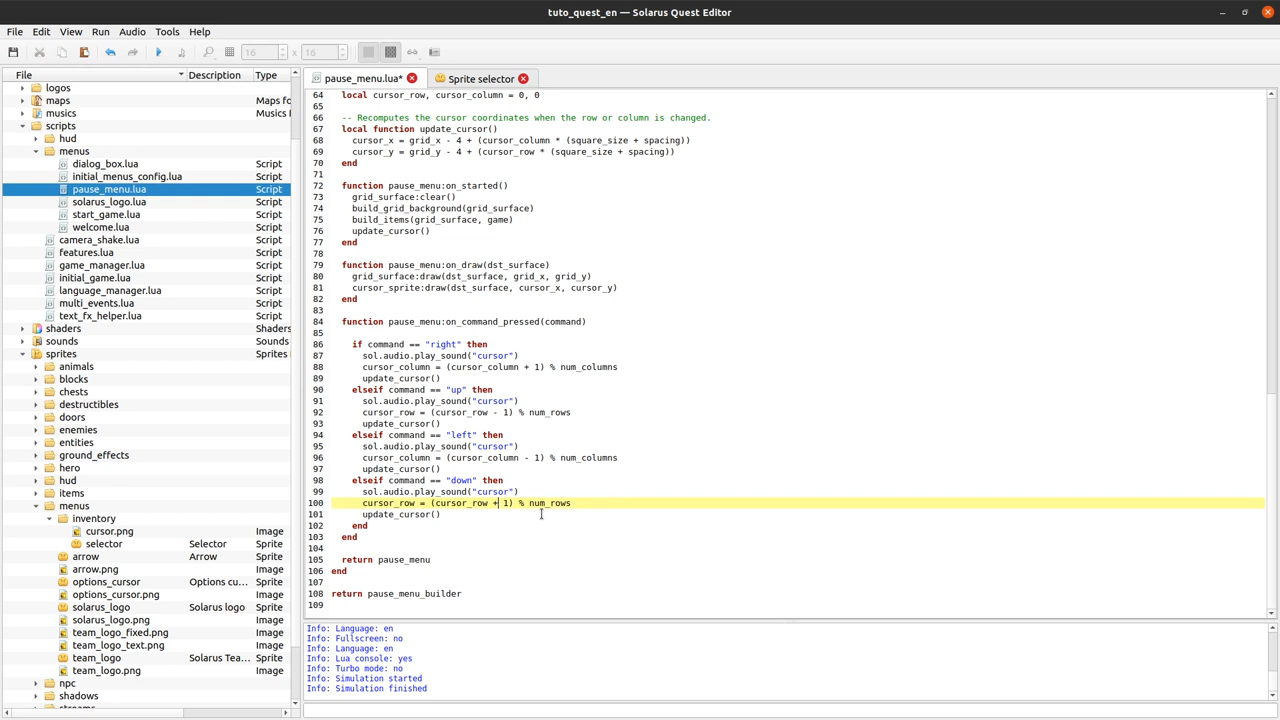 tuto_quest_en — Solarus Quest Editor
File Edit View Run Audio Tools Help
16 x 16
File Description Type
logos
maps Maps fo
musics Musics
scripts
hud
menus
dialog_box.lua Script
initial_menus_config.lua Script
pause_menu.lua Script
solarus_logo.lua Script
start_game.lua Script
welcome.lua Script
camera_shake.lua Script
features.lua Script
game_manager.lua Script
initial_game.lua Script
language_manager.lua Script
multi_events.lua Script
text_fx_helper.lua Script
shaders Shaders
sounds Sounds
sprites Sprites
animals
blocks
chests
destructibles
doors
enemies
entities
ground_effects
hero
hud
items
menus
inventory
cursor.png Image
selector Selector Sprite
arrow Arrow Sprite
arrow.png Image
options_cursor Options cu... Sprite
options_cursor.png Image
solarus_logo Solarus logo Sprite
solarus_logo.png Image
team_logo_fixed.png Image
team_logo_text.png Image
team_logo Solarus Tea... Sprite
team_logo.png Image
npc
shadows
pause_menu.lua* Sprite selector
64 local cursor_row, cursor_column = 0, 0
65
66 -- Recomputes the cursor coordinates when the row or column is changed.
67 local function update_cursor()
68 cursor_x = grid_x - 4 + (cursor_column * (square_size + spacing))
69 cursor_y = grid_y - 4 + (cursor_row * (square_size + spacing))
70 end
71
72 function pause_menu:on_started()
73 grid_surface:clear()
74 build_grid_background(grid_surface)
75 build_items(grid_surface, game)
76 update_cursor()
77 end
78
79 function pause_menu:on_draw(dst_surface)
80 grid_surface:draw(dst_surface, grid_x, grid_y)
81 cursor_sprite:draw(dst_surface, cursor_x, cursor_y)
82 end
83
84 function pause_menu:on_command_pressed(command)
85
86 if command == "right" then
87 sol.audio.play_sound("cursor")
88 cursor_column = (cursor_column + 1) % num_columns
89 update_cursor()
90 elseif command == "up" then
91 sol.audio.play_sound("cursor")
92 cursor_row = (cursor_row - 1) % num_rows
93 update_cursor()
94 elseif command == "left" then
95 sol.audio.play_sound("cursor")
96 cursor_column = (cursor_column - 1) % num_columns
97 update_cursor()
98 elseif command == "down" then
99 sol.audio.play_sound("cursor")
100 cursor_row = (cursor_row + 1) % num_rows
101 update_cursor()
102 end
103 end
104
105 return pause_menu
106 end
107
108 return pause_menu_builder
109
Info: Language: en
Info: Fullscreen: no
Info: Language: en
Info: Lua console: yes
Info: Turbo mode: no
Info: Simulation started
Info: Simulation finished